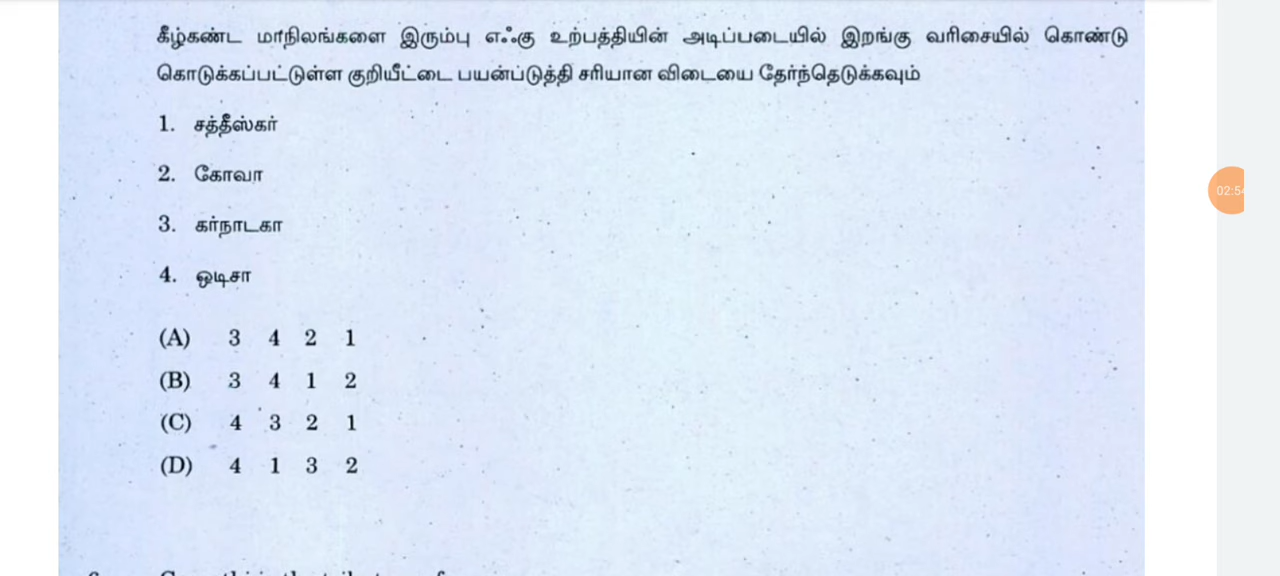 கீழ்கண்ட மாநிலங்களை இரும்பு எஃகு உற்பத்தியின் அடிப்படையில் இறங்கு வரிசையில் கொண்டு
கொடுக்கப்பட்டுள்ள குறியீட்டை பயன்படுத்தி சரியான விடையை தேர்ந்தெடுக்கவும்
1. சத்தீஸ்கர்
02:54
2. கோவா
3. கர்நாடகா
4. ஒடிசா
(A) 3 4 2 1
(B) 3 4 1 2
(C) 4 3 2 1
(D) 4 1 3 2